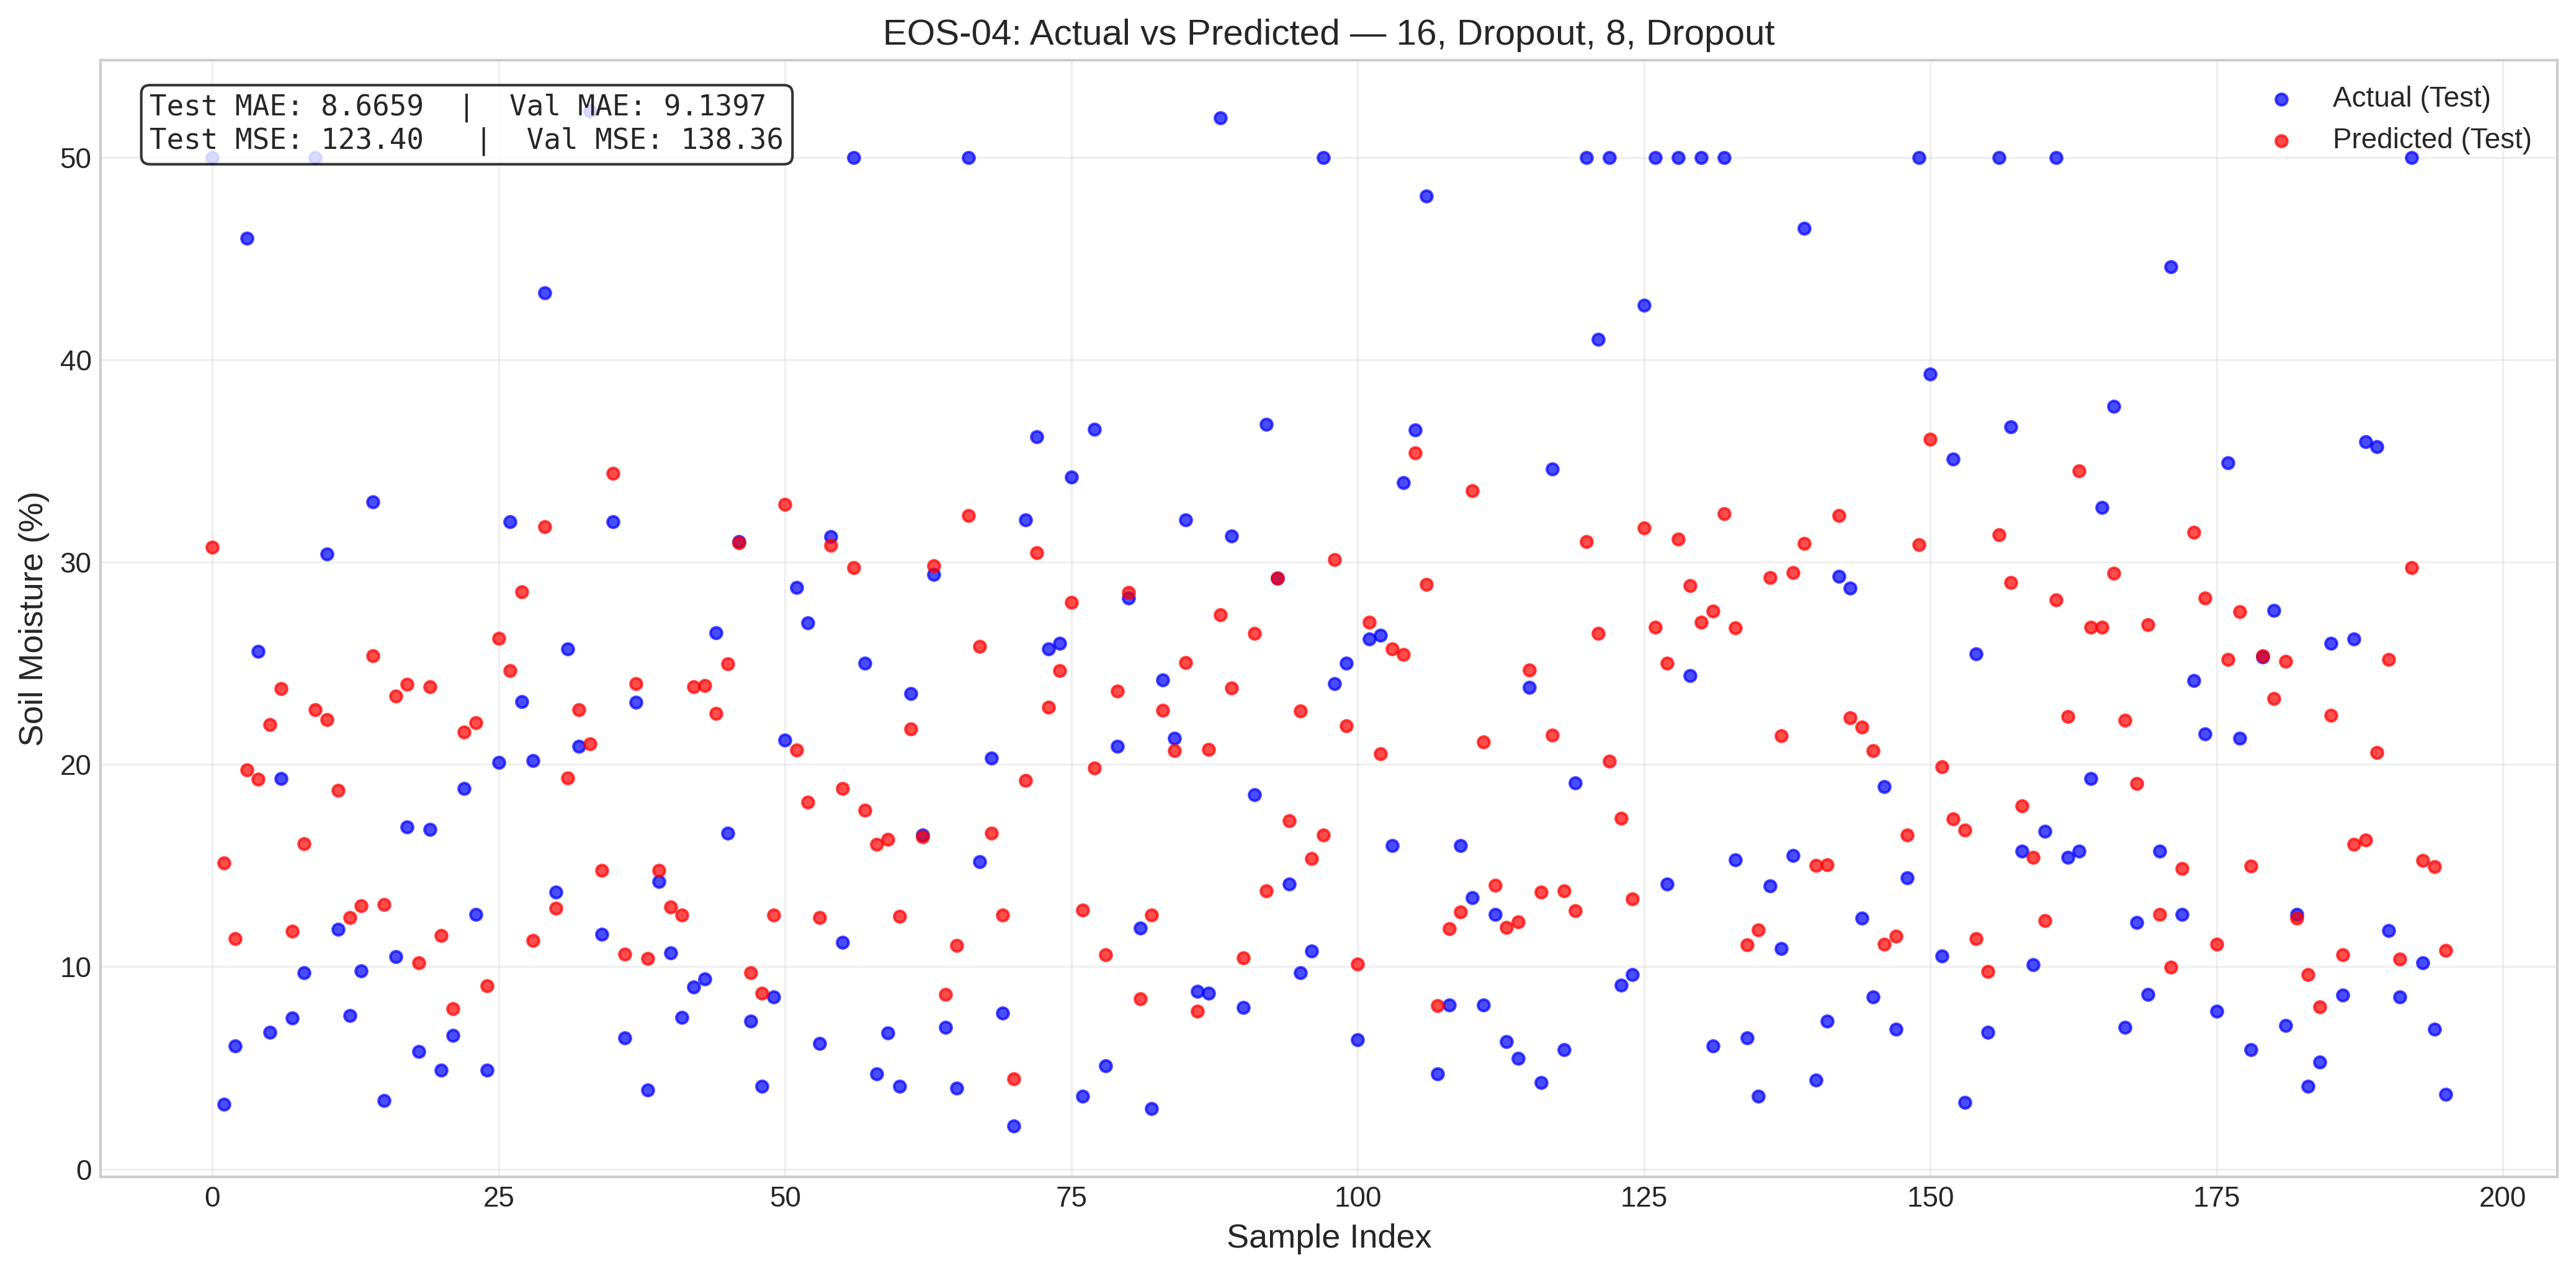 EOS-04: Actual vs Predicted — 16, Dropout, 8, Dropout
Test MAE: 8.6659  |  Val MAE: 9.1397
Test MSE: 123.40   |  Val MSE: 138.36
Actual (Test)
Predicted (Test)
Soil Moisture (%)
50
40
30
20
10
0
0 25 50 75 100 125 150 175 200
Sample Index